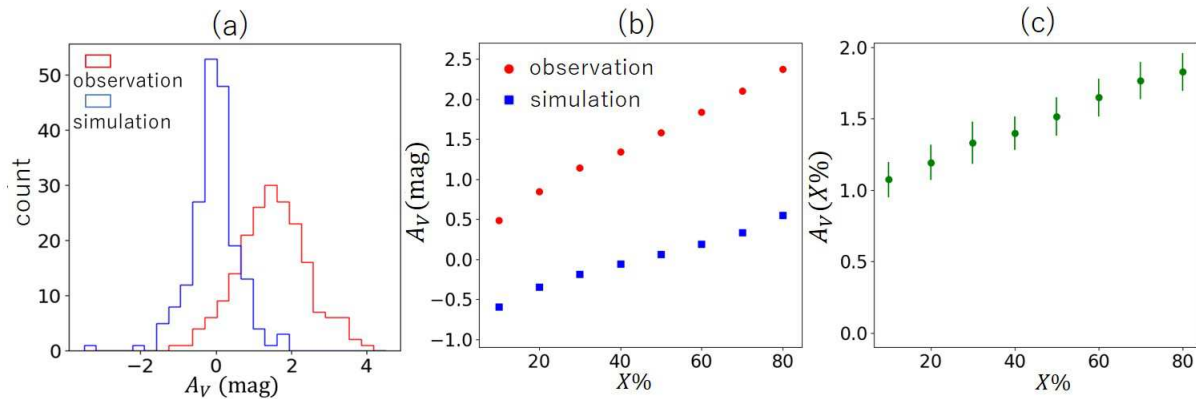 (a)
50
40
30
20
10
0
count
observation
simulation
−2
0
2
4
A_V (mag)
(b)
2.5
2.0
1.5
1.0
0.5
0.0
−0.5
−1.0
A_V (mag)
observation
simulation
20
40
60
80
X%
(c)
2.0
1.5
1.0
0.5
0.0
A_V (X%)
20
40
60
80
X%